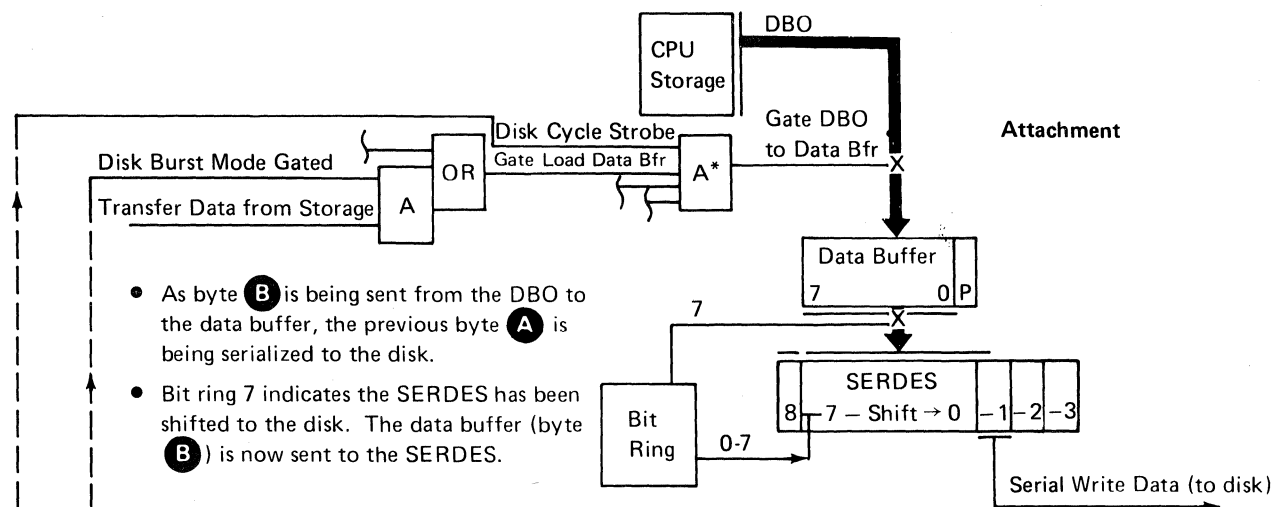 DBO
CPU
Storage
Gate DBO
to Data Bfr
Attachment
Disk Cycle Strobe
Disk Burst Mode Gated
OR
Gate Load Data Bfr
A*
X
Transfer Data from Storage
A
Data Buffer
7 0 P
• As byte B is being sent from the DBO to
the data buffer, the previous byte A is
being serialized to the disk.
7
X
• Bit ring 7 indicates the SERDES has been
shifted to the disk. The data buffer (byte
B) is now sent to the SERDES.
SERDES
8 7 – Shift → 0 –1 –2 –3
Bit
Ring
0-7
Serial Write Data (to disk)